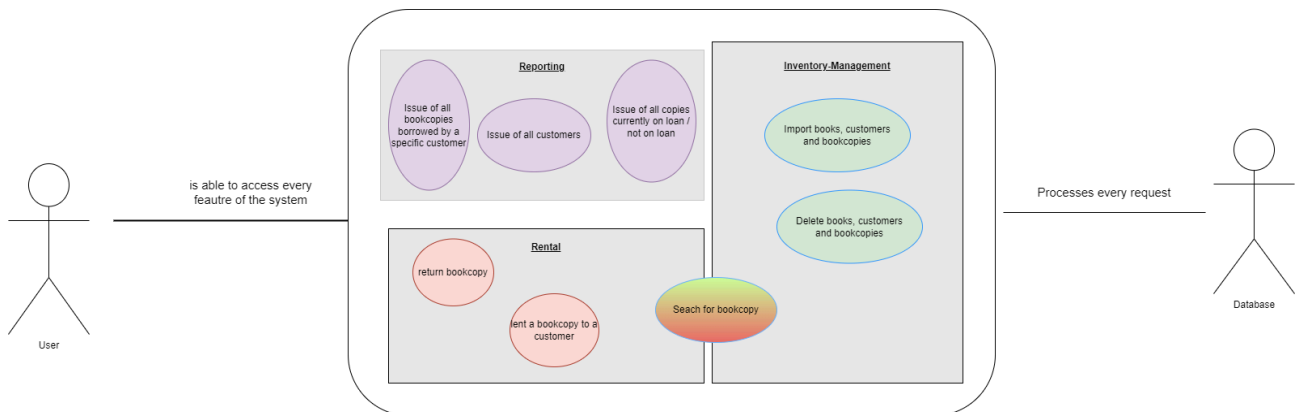 Reporting
Issue of all
bookcopies
borrowed by a
specific customer
Issue of all customers
Issue of all copies
currently on loan /
not on loan
Inventory-Management
Import books, customers
and bookcopies
Delete books, customers
and bookcopies
is able to access every
feautre of the system
Processes every request
Rental
return bookcopy
lent a bookcopy to a
customer
Seach for bookcopy
User
Database